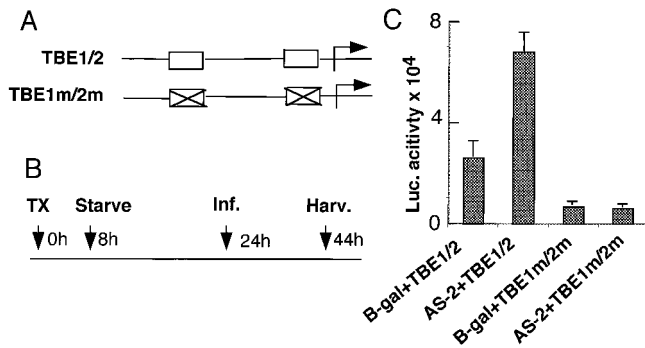 A
TBE1/2
TBE1m/2m
B
TX Starve Inf. Harv.
0h 8h 24h 44h
C
Luc. acitivty x 10⁴
8
4
0
B-gal+TBE1/2
AS-2+TBE1/2
B-gal+TBE1m/2m
AS-2+TBE1m/2m